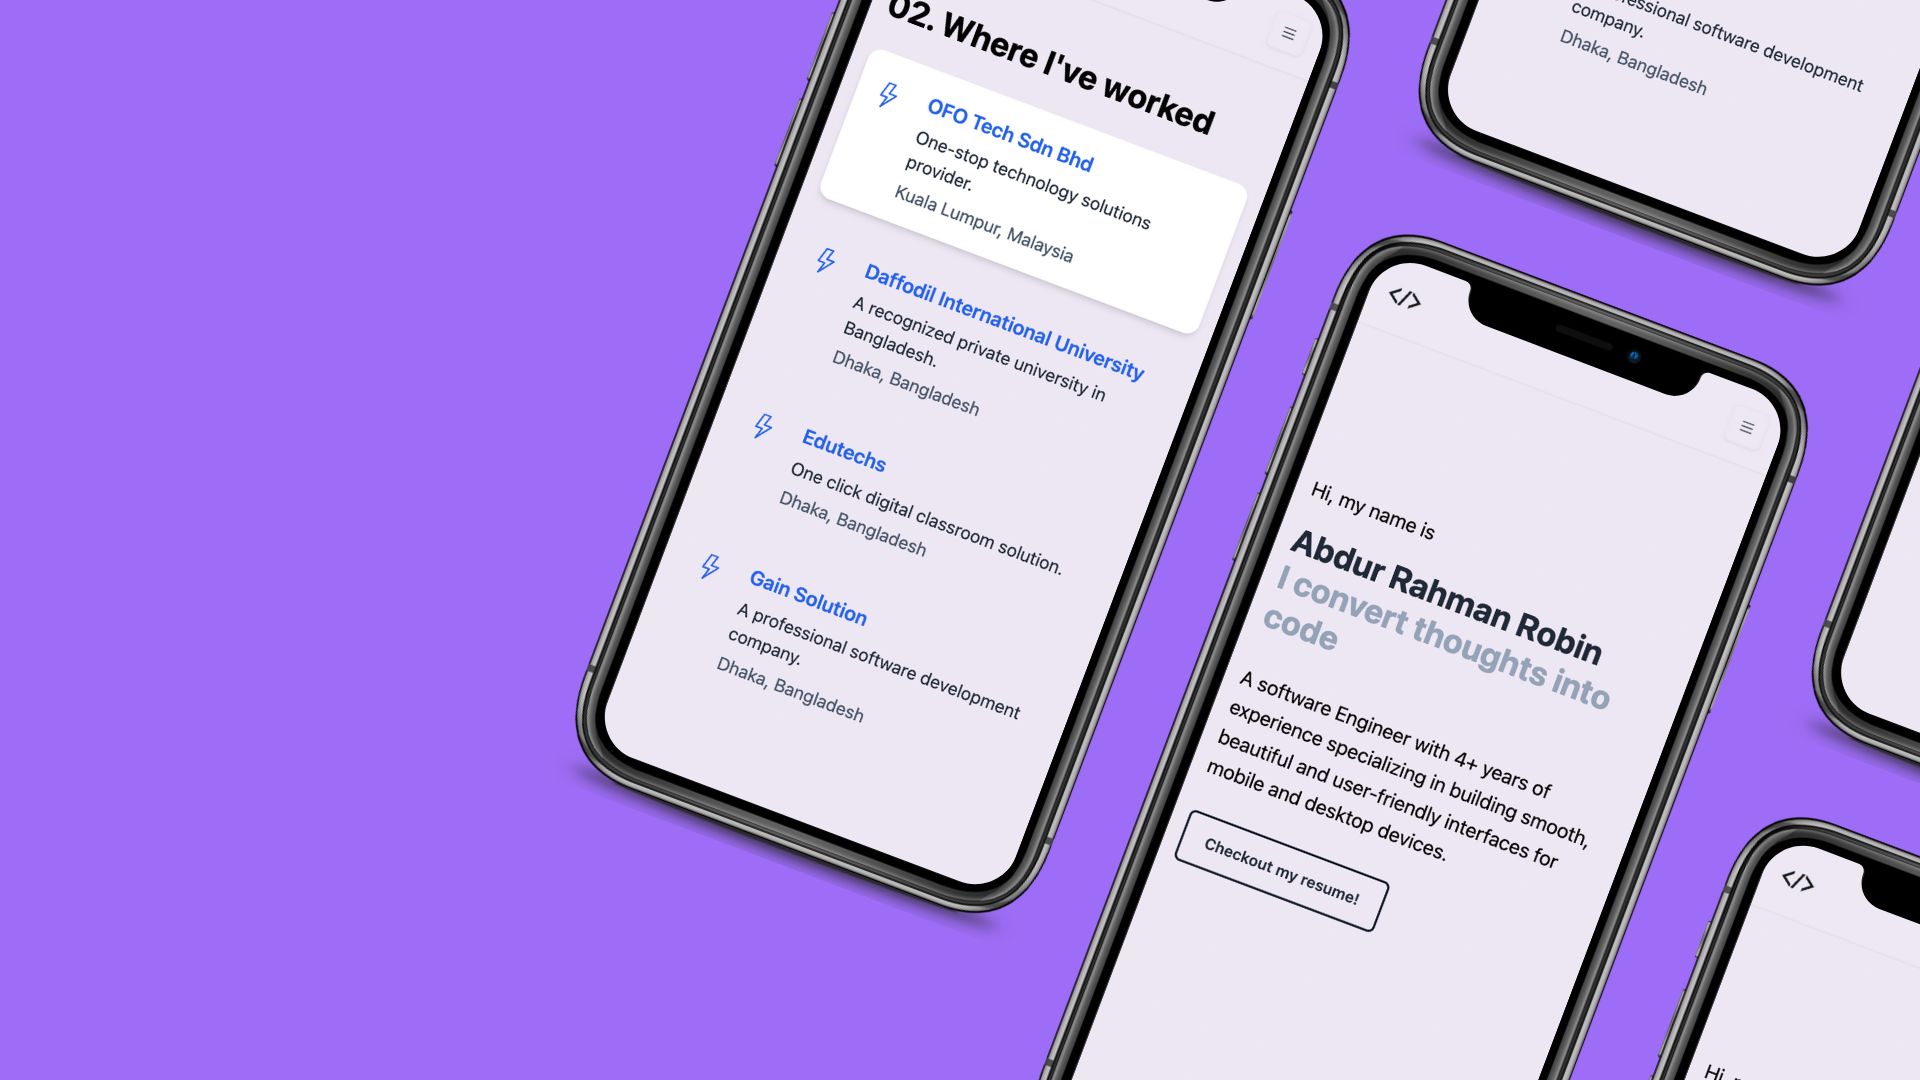 02. Where I've worked
OFO Tech Sdn Bhd
One-stop technology solutions
provider.
Kuala Lumpur, Malaysia
Daffodil International University
A recognized private university in
Bangladesh.
Dhaka, Bangladesh
Edutechs
One click digital classroom solution.
Dhaka, Bangladesh
Gain Solution
A professional software development
company.
Dhaka, Bangladesh
</>
Hi, my name is
Abdur Rahman Robin
I convert thoughts into
code
A software Engineer with 4+ years of
experience specializing in building smooth,
beautiful and user-friendly interfaces for
mobile and desktop devices.
Checkout my resume!
software development
company.
Dhaka, Bangladesh
</>
Hi,